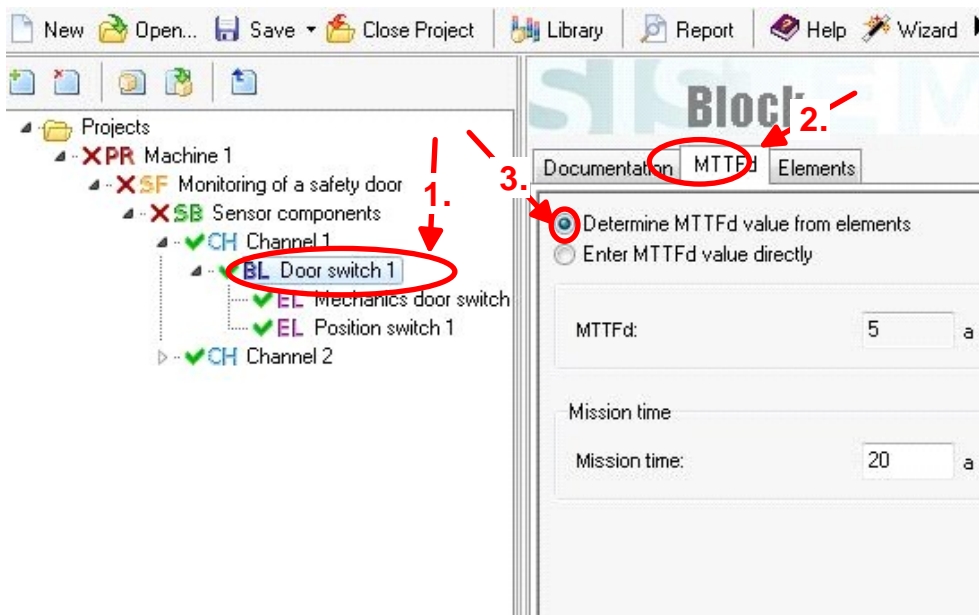 New Open... Save Close Project Library Report Help Wizard
SISTEM
Block
2.
Projects
PR Machine 1
SF Monitoring of a safety door
SB Sensor components
CH Channel 1
BL Door switch 1
EL Mechanics door switch
EL Position switch 1
CH Channel 2
1.
3.
Documentation MTTFd Elements
Determine MTTFd value from elements
Enter MTTFd value directly
MTTFd: 5 a
Mission time
Mission time: 20 a